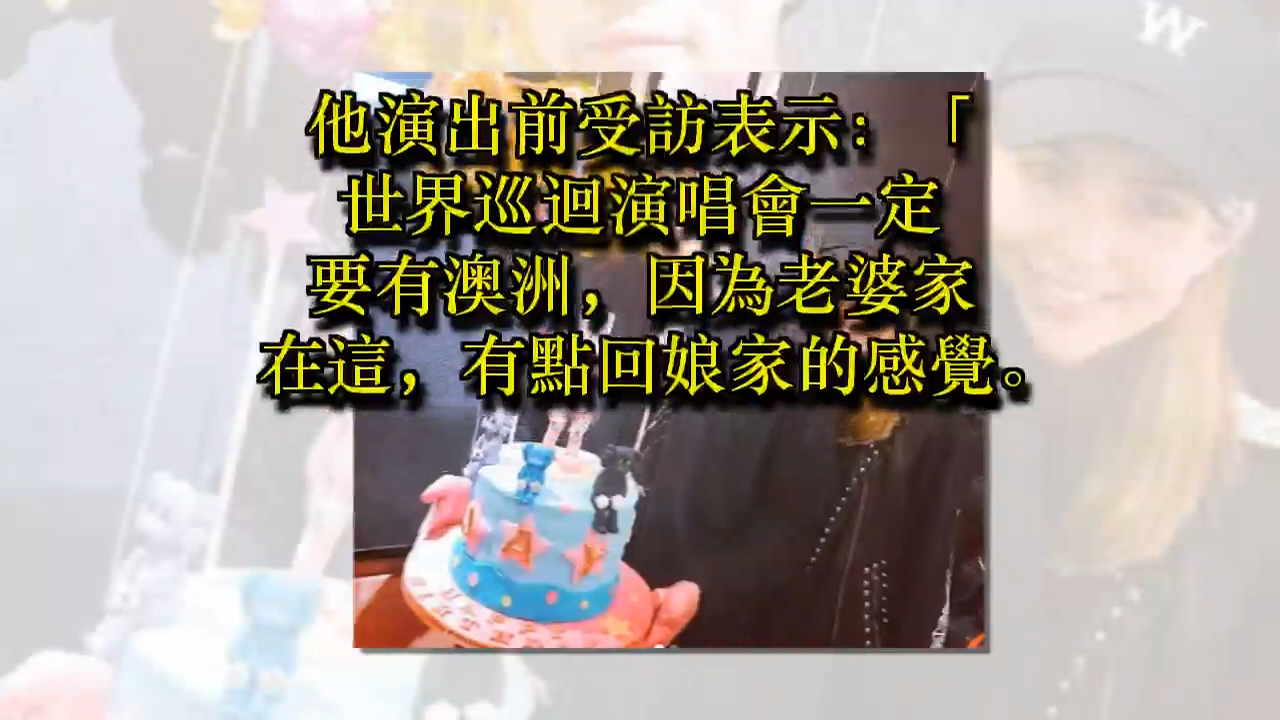 W
他演出前受訪表示：「
世界巡迴演唱會一定
要有澳洲，因為老婆家
在這，有點回娘家的感覺。
JAY